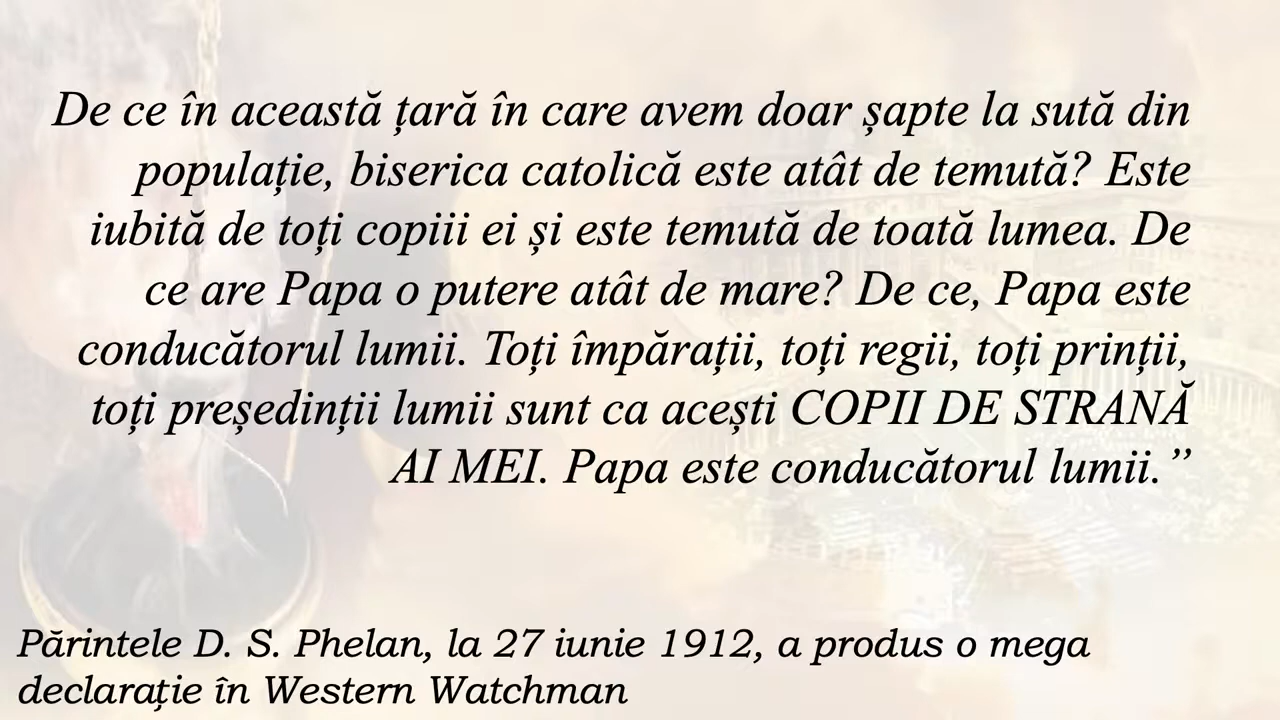 De ce în această țară în care avem doar șapte la sută din
populație, biserica catolică este atât de temută? Este
iubită de toți copiii ei și este temută de toată lumea. De
ce are Papa o putere atât de mare? De ce, Papa este
conducătorul lumii. Toți împărații, toți regii, toți prinții,
toți președinții lumii sunt ca acești COPII DE STRANĂ
AI MEI. Papa este conducătorul lumii.”
Părintele D. S. Phelan, la 27 iunie 1912, a produs o mega
declarație în Western Watchman